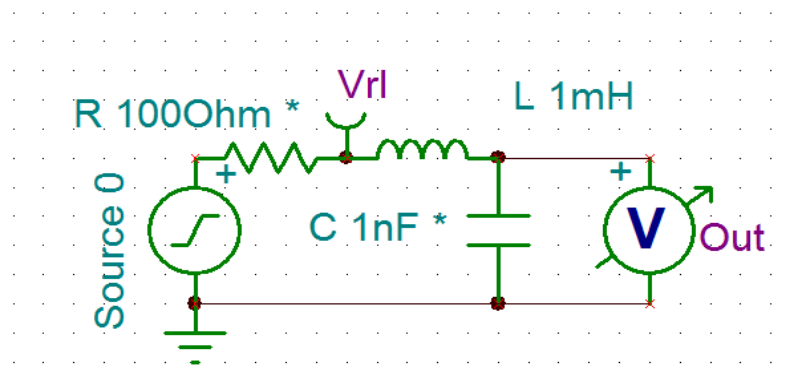 Vrl
L 1mH
R 100Ohm *
+
+
Source 0
C 1nF *
V
Out